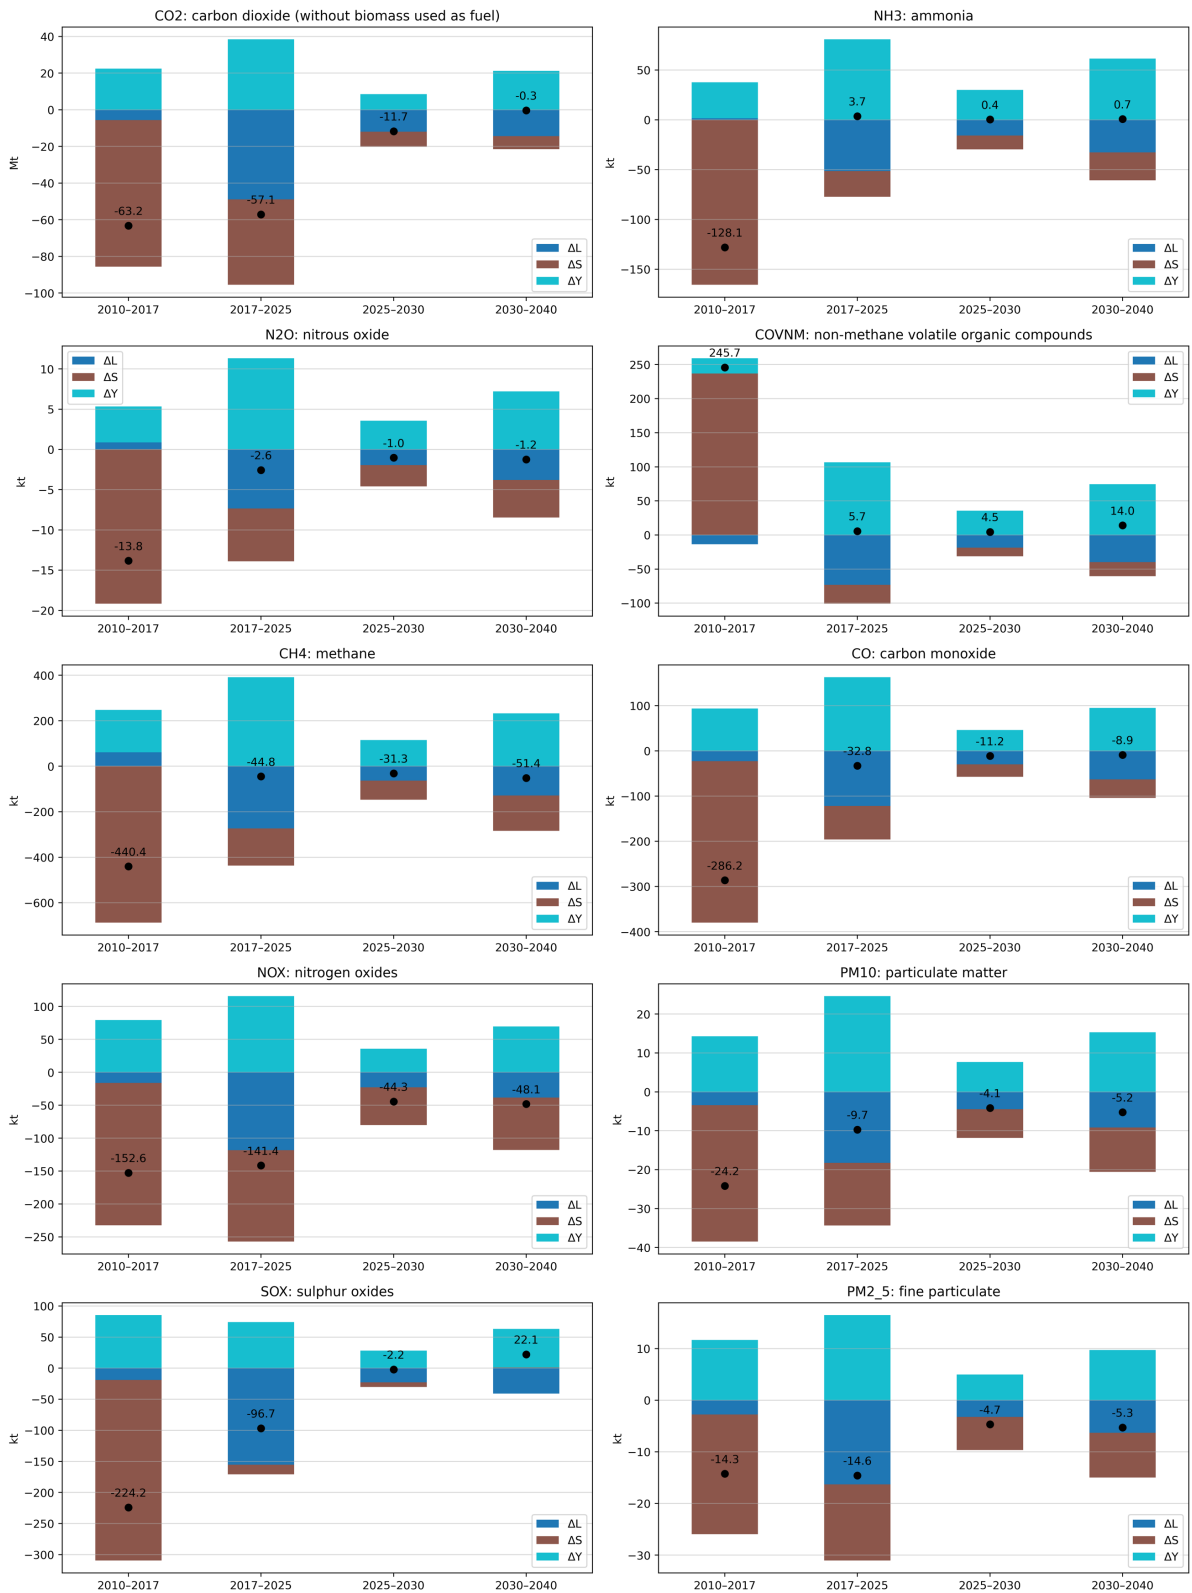 CO2: carbon dioxide (without biomass used as fuel)
40
20
0
−20
−40
−60
−80
−100
Mt
-63.2
-57.1
-11.7
-0.3
ΔL
ΔS
ΔY
2010–2017
2017–2025
2025–2030
2030–2040
NH3: ammonia
50
0
−50
−100
−150
kt
-128.1
3.7
0.4
0.7
ΔL
ΔS
ΔY
2010–2017
2017–2025
2025–2030
2030–2040
N2O: nitrous oxide
10
5
0
−5
−10
−15
−20
kt
ΔL
ΔS
ΔY
-13.8
-2.6
-1.0
-1.2
2010–2017
2017–2025
2025–2030
2030–2040
COVNM: non-methane volatile organic compounds
250
200
150
100
50
0
−50
−100
kt
245.7
5.7
4.5
14.0
ΔL
ΔS
ΔY
2010–2017
2017–2025
2025–2030
2030–2040
CH4: methane
400
200
0
−200
−400
−600
kt
-440.4
-44.8
-31.3
-51.4
ΔL
ΔS
ΔY
2010–2017
2017–2025
2025–2030
2030–2040
CO: carbon monoxide
100
0
−100
−200
−300
−400
kt
-286.2
-32.8
-11.2
-8.9
ΔL
ΔS
ΔY
2010–2017
2017–2025
2025–2030
2030–2040
NOX: nitrogen oxides
100
50
0
−50
−100
−150
−200
−250
kt
-152.6
-141.4
-44.3
-48.1
ΔL
ΔS
ΔY
2010–2017
2017–2025
2025–2030
2030–2040
PM10: particulate matter
20
10
0
−10
−20
−30
−40
kt
-24.2
-9.7
-4.1
-5.2
ΔL
ΔS
ΔY
2010–2017
2017–2025
2025–2030
2030–2040
SOX: sulphur oxides
100
50
0
−50
−100
−150
−200
−250
−300
kt
-224.2
-96.7
-2.2
22.1
ΔL
ΔS
ΔY
2010–2017
2017–2025
2025–2030
2030–2040
PM2_5: fine particulate
10
0
−10
−20
−30
kt
-14.3
-14.6
-4.7
-5.3
ΔL
ΔS
ΔY
2010–2017
2017–2025
2025–2030
2030–2040